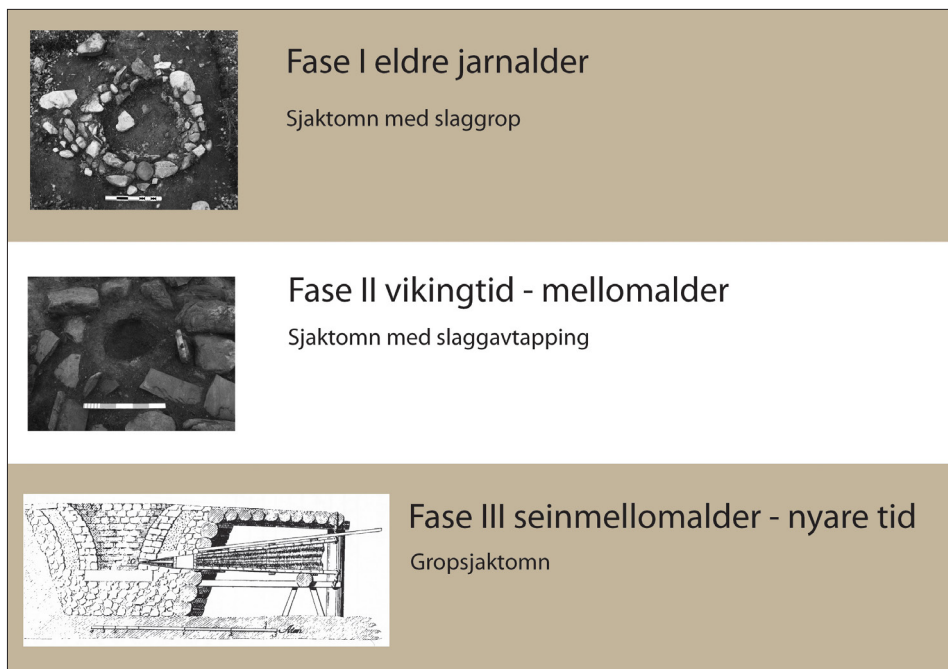 Fase I eldre jarnalder
Sjaktomn med slaggrop
Fase II vikingtid - mellomalder
Sjaktomn med slaggavtapping
Fase III seinmellomalder - nyare tid
Gropsjaktomn